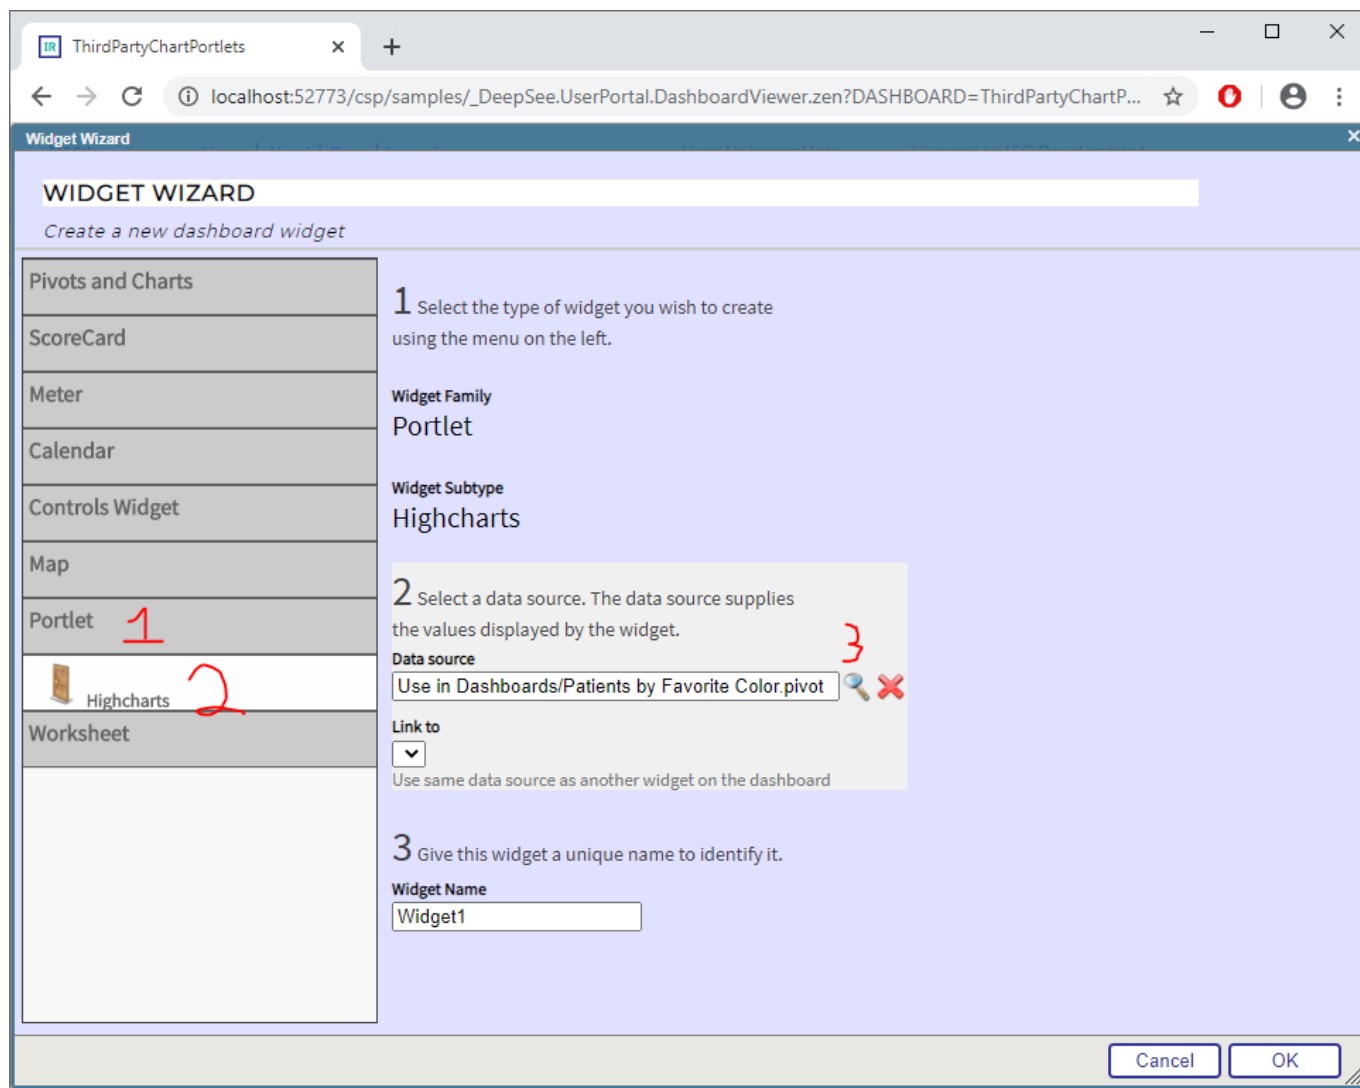 IR ThirdPartyChartPortlets
localhost:52773/csp/samples/_DeepSee.UserPortal.DashboardViewer.zen?DASHBOARD=ThirdPartyChartP...
Widget Wizard
WIDGET WIZARD
Create a new dashboard widget
Pivots and Charts
ScoreCard
Meter
Calendar
Controls Widget
Map
Portlet 1
Highcharts 2
Worksheet
1 Select the type of widget you wish to create
using the menu on the left.
Widget Family
Portlet
Widget Subtype
Highcharts
2 Select a data source. The data source supplies
the values displayed by the widget.
3
Data source
Use in Dashboards/Patients by Favorite Color.pivot
Link to
Use same data source as another widget on the dashboard
3 Give this widget a unique name to identify it.
Widget Name
Widget1
Cancel
OK